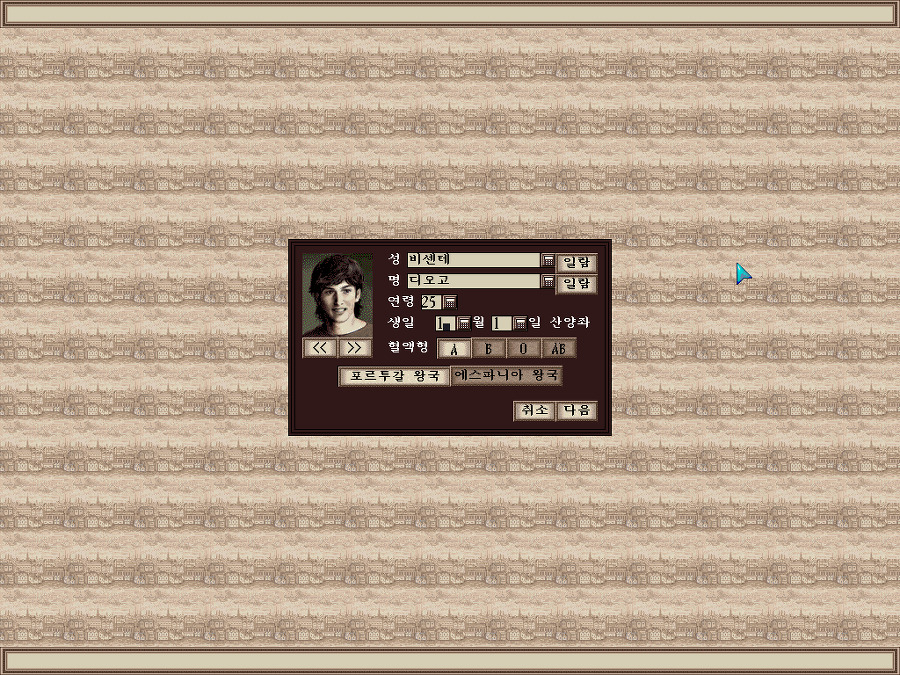 성 비센테 일람
명 디오고 일람
연령 25
생일 1 월 1 일 산양좌
<< >> 혈액형 A B O AB
포르투갈 왕국 에스파니아 왕국
취소 다음